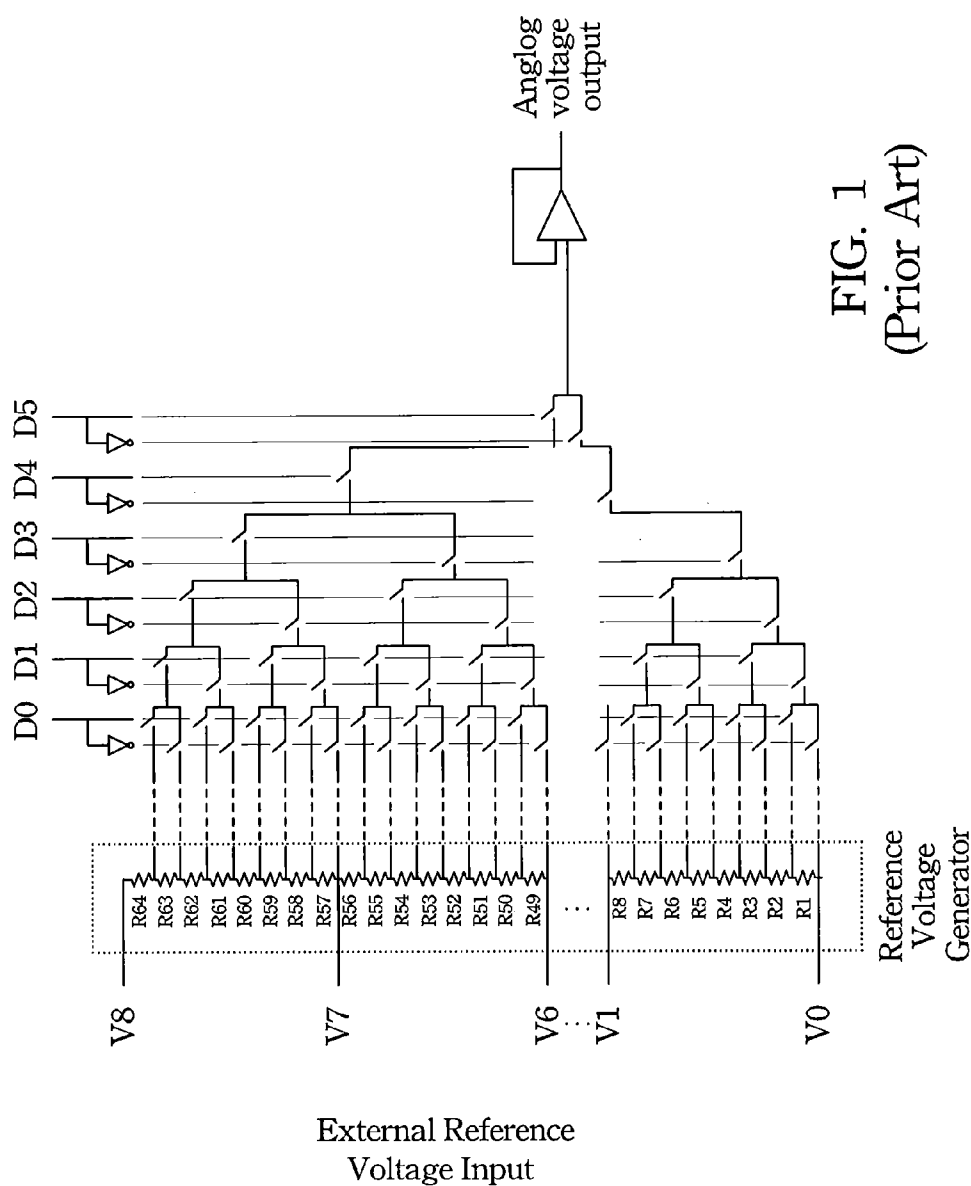 D0
D1
D2
D3
D4
D5
Anglog
voltage
output
V8
V7
V6
...
V1
V0
R64
R63
R62
R61
R60
R59
R58
R57
R56
R55
R54
R53
R52
R51
R50
R49
...
R8
R7
R6
R5
R4
R3
R2
R1
Reference
Voltage
Generator
External Reference
Voltage Input
FIG. 1
(Prior Art)